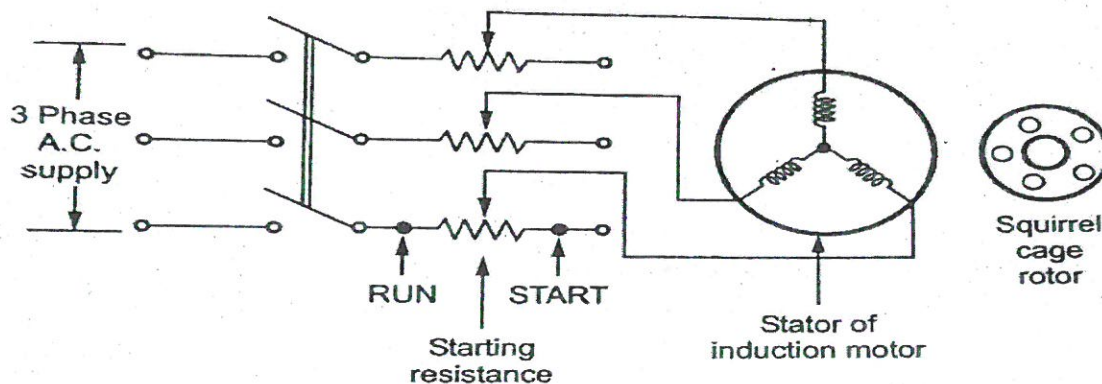 3 Phase
A.C.
supply
RUN
START
Starting
resistance
Stator of
induction motor
Squirrel
cage
rotor